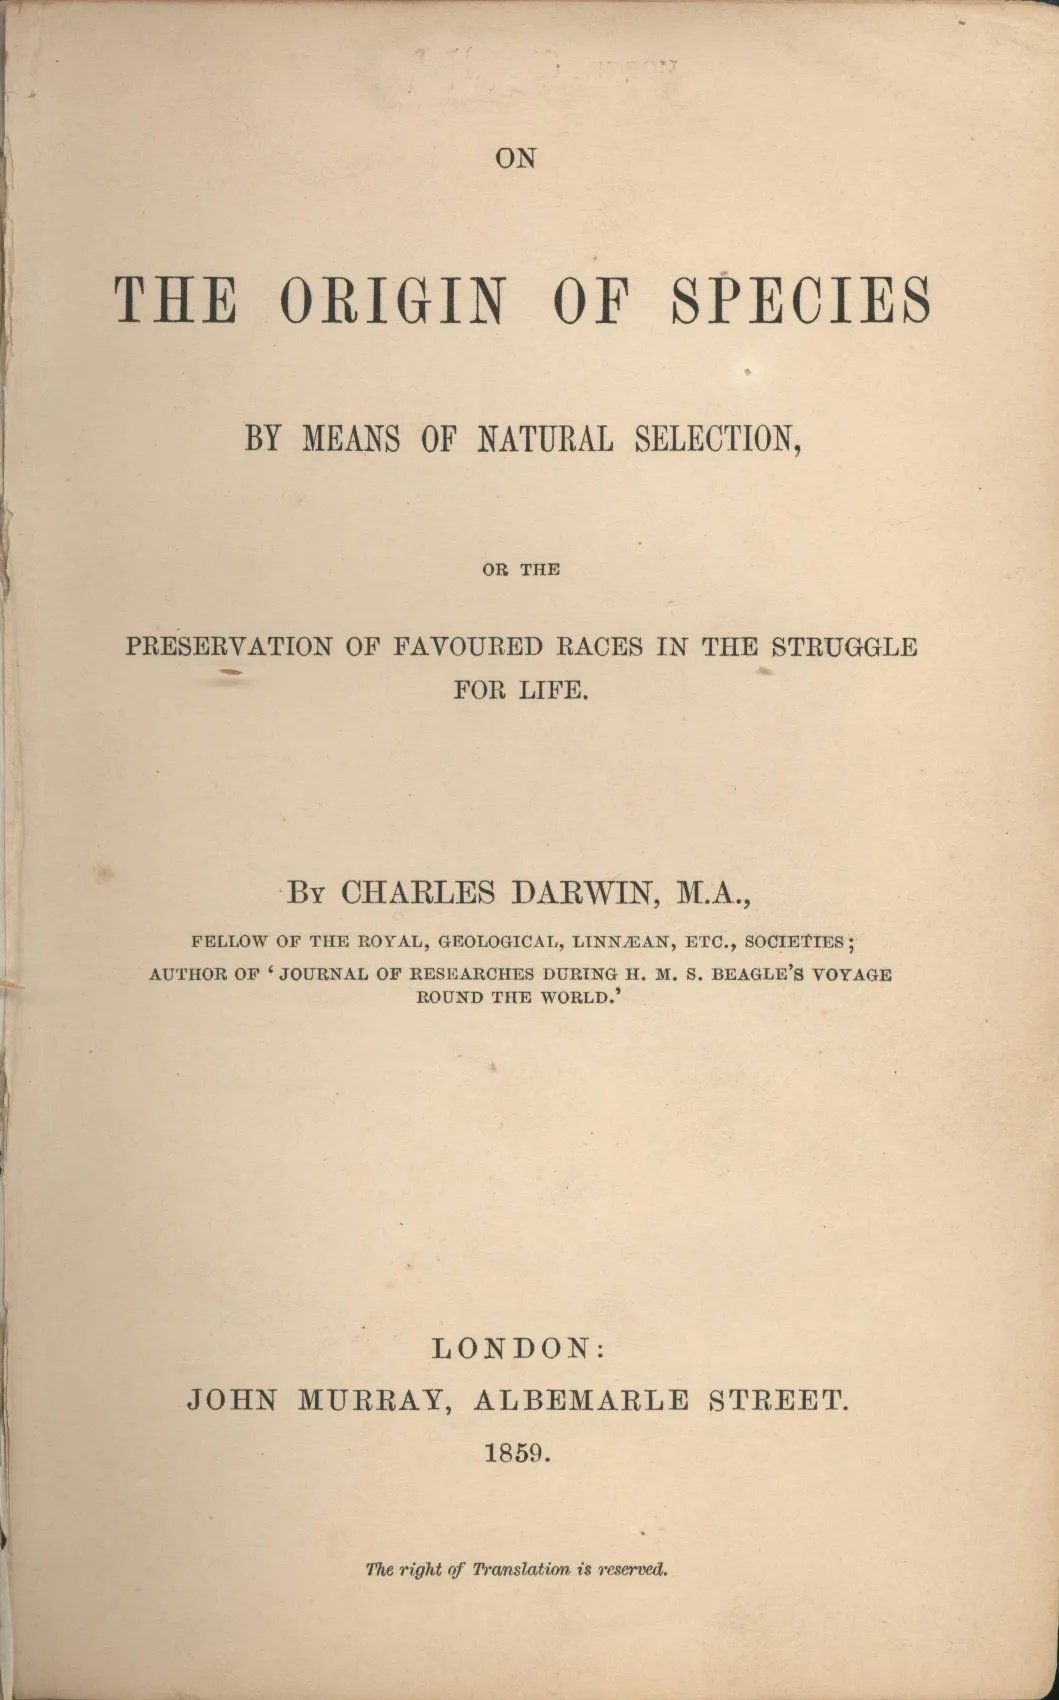 ON
THE ORIGIN OF SPECIES
BY MEANS OF NATURAL SELECTION,
OR THE
PRESERVATION OF FAVOURED RACES IN THE STRUGGLE
FOR LIFE.
By CHARLES DARWIN, M.A.,
FELLOW OF THE ROYAL, GEOLOGICAL, LINNÆAN, ETC., SOCIETIES;
AUTHOR OF ‘JOURNAL OF RESEARCHES DURING H. M. S. BEAGLE’S VOYAGE
ROUND THE WORLD.’
LONDON:
JOHN MURRAY, ALBEMARLE STREET.
1859.
The right of Translation is reserved.